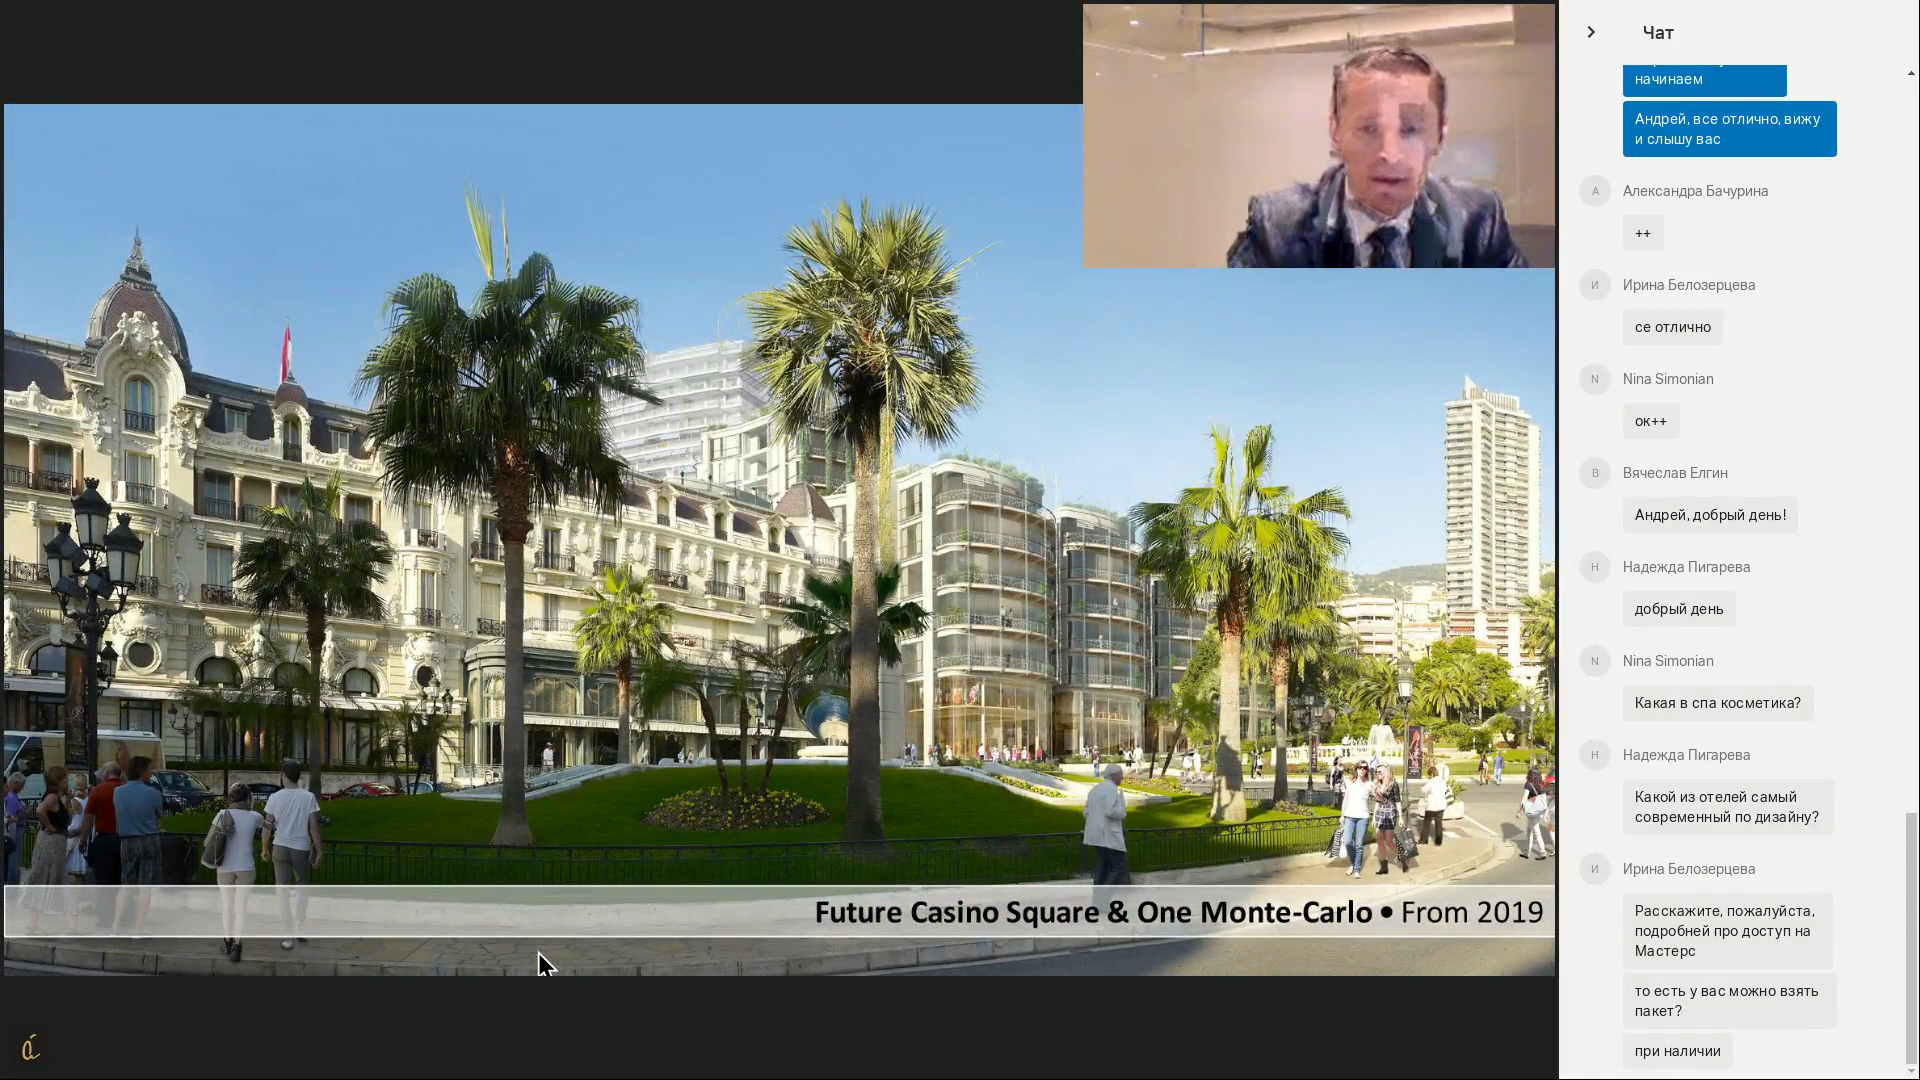 Future Casino Square & One Monte-Carlo • From 2019
Чат
начинаем
Андрей, все отлично, вижу
и слышу вас
А
Александра Бачурина
++
И
Ирина Белозерцева
се отлично
N
Nina Simonian
ок++
В
Вячеслав Елгин
Андрей, добрый день!
Н
Надежда Пигарева
добрый день
N
Nina Simonian
Какая в спа косметика?
Н
Надежда Пигарева
Какой из отелей самый
современный по дизайну?
И
Ирина Белозерцева
Расскажите, пожалуйста,
подробней про доступ на
Мастерс
то есть у вас можно взять
пакет?
при наличии
á